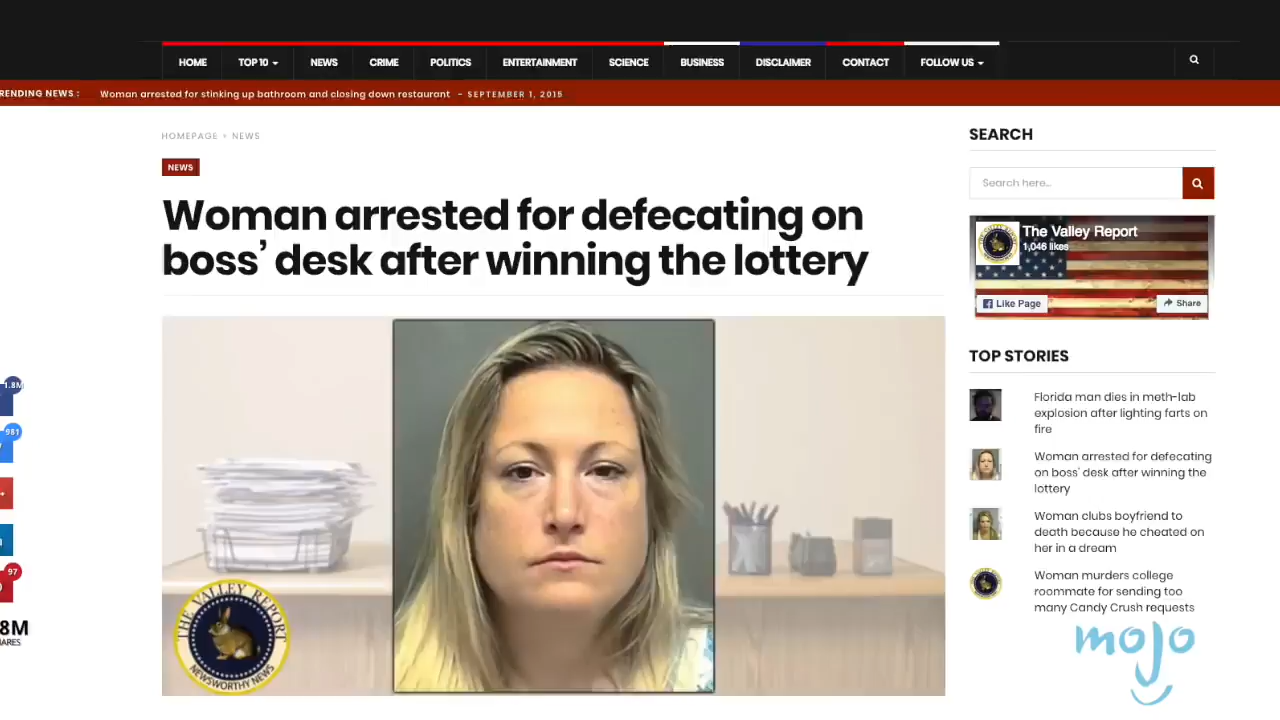 HOME TOP 10 NEWS CRIME POLITICS ENTERTAINMENT SCIENCE BUSINESS DISCLAIMER CONTACT FOLLOW US
RENDING NEWS : Woman arrested for stinking up bathroom and closing down restaurant - SEPTEMBER 1, 2015
HOMEPAGE › NEWS
NEWS
Woman arrested for defecating on
boss’ desk after winning the lottery
THE VALLEY REPORT
NEWSWORTHY NEWS
1.8M
981
97
8M
ARES
SEARCH
Search here...
The Valley Report
1,046 likes
Like Page
Share
TOP STORIES
Florida man dies in meth-lab
explosion after lighting farts on
fire
Woman arrested for defecating
on boss’ desk after winning the
lottery
Woman clubs boyfriend to
death because he cheated on
her in a dream
Woman murders college
roommate for sending too
many Candy Crush requests
mojo